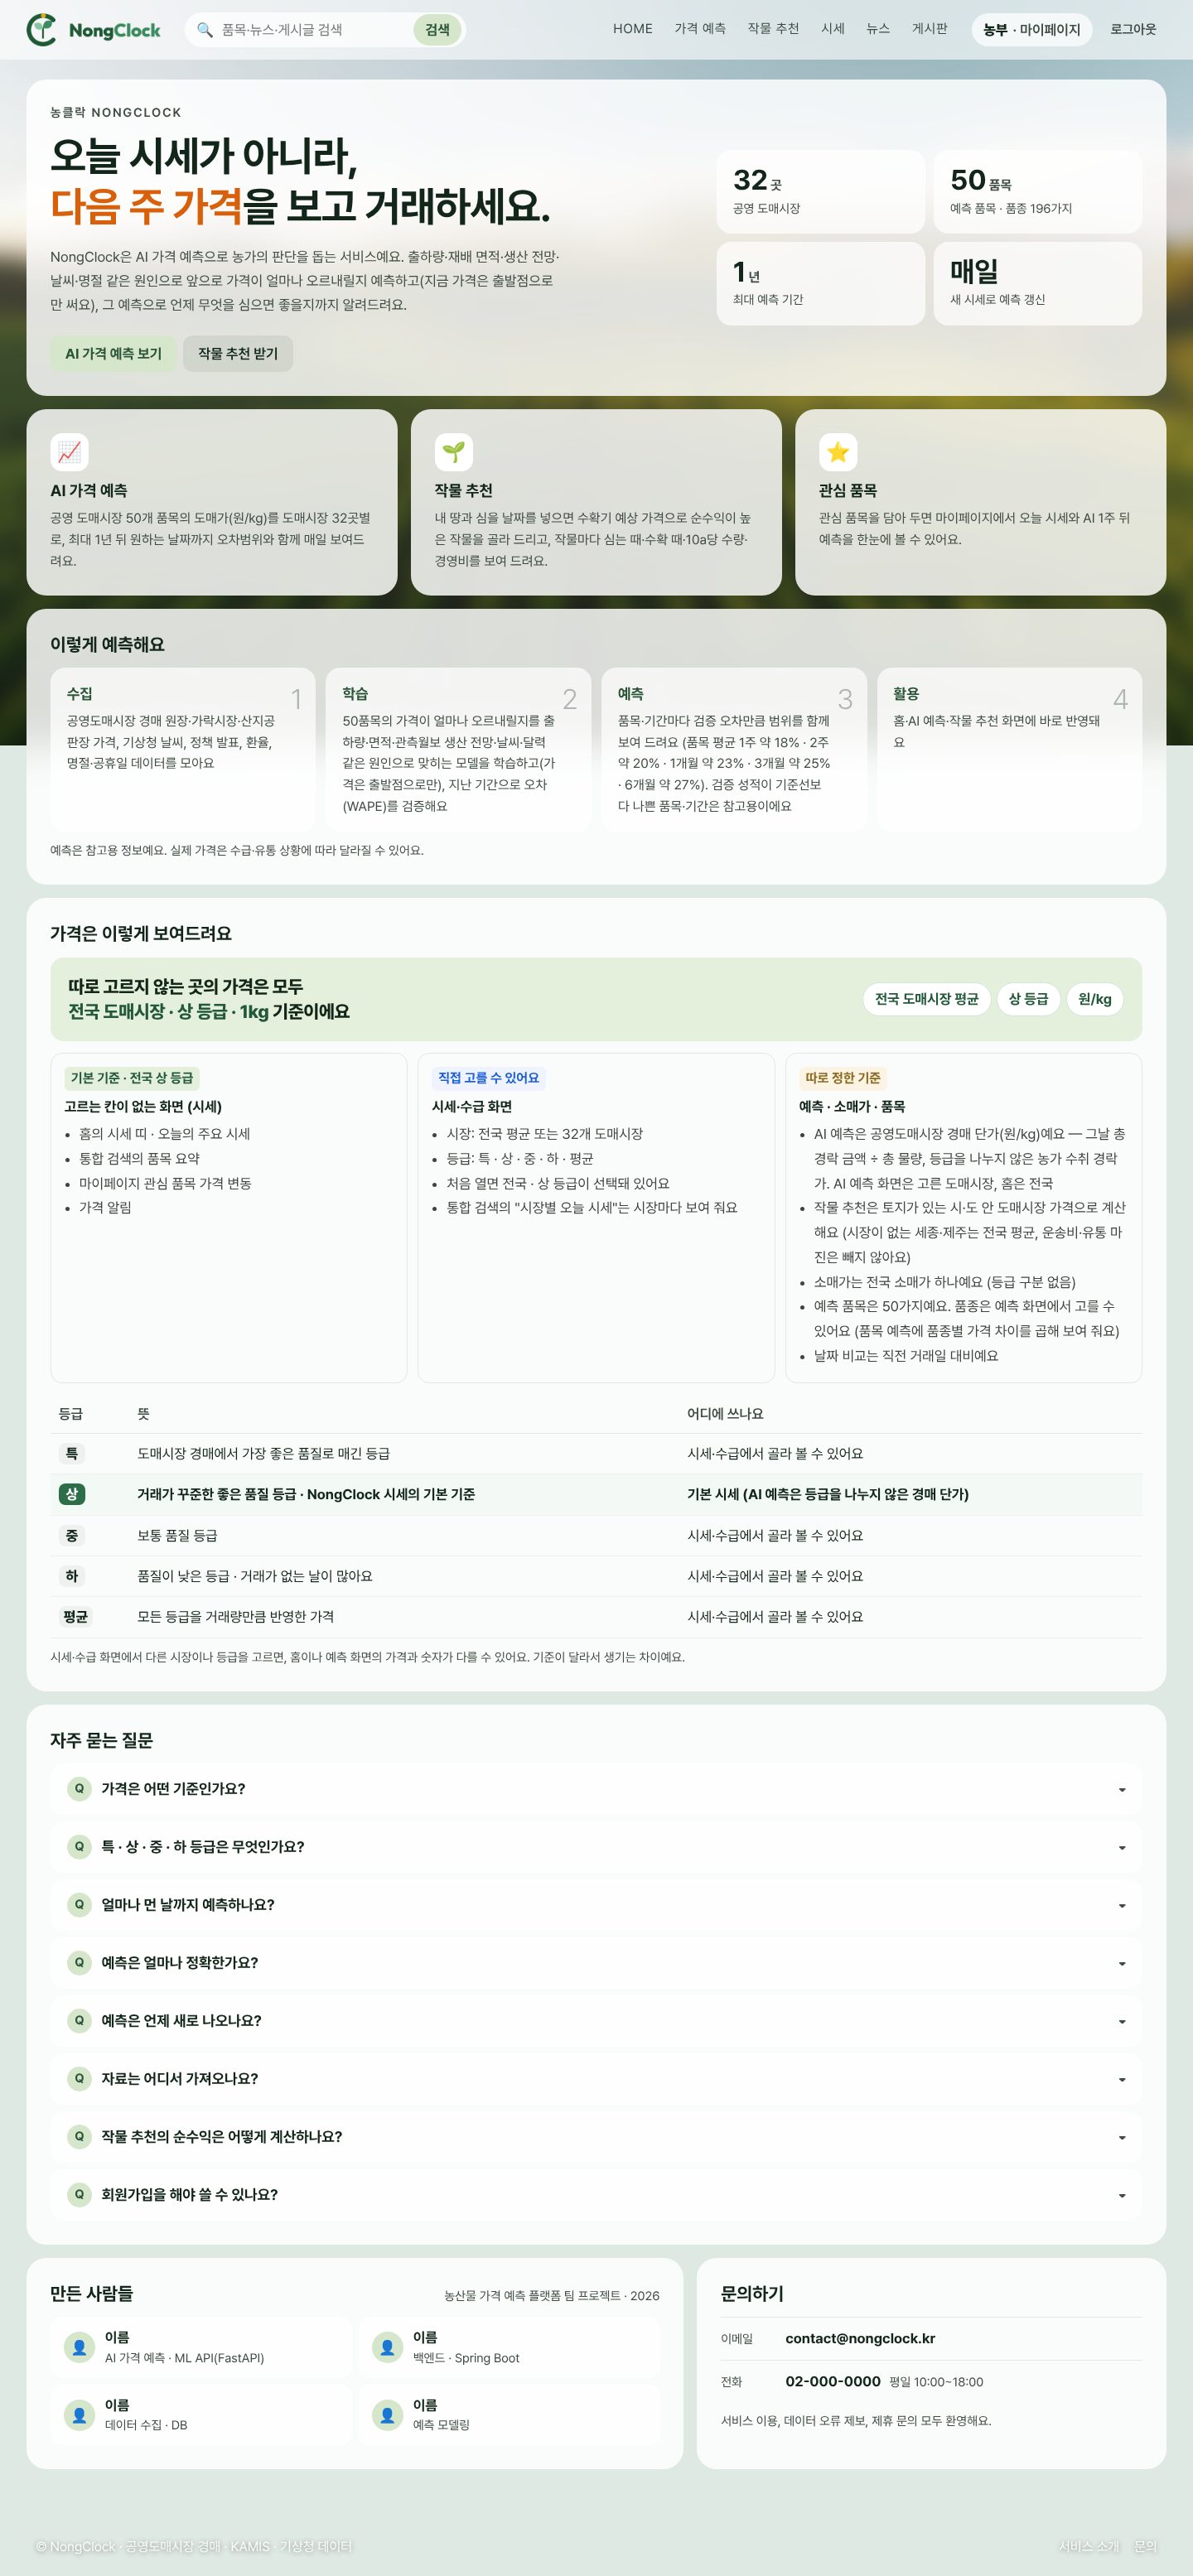 NongClock
품목·뉴스·게시글 검색
검색
HOME
가격 예측
작물 추천
시세
뉴스
게시판
농부 · 마이페이지
로그아웃
농클락 NONGCLOCK
오늘 시세가 아니라,
다음 주 가격을 보고 거래하세요.
NongClock은 AI 가격 예측으로 농가의 판단을 돕는 서비스예요. 출하량·재배 면적·생산 전망·
날씨·명절 같은 원인으로 앞으로 가격이 얼마나 오르내릴지 예측하고(지금 가격은 출발점으로
만 써요), 그 예측으로 언제 무엇을 심으면 좋을지까지 알려드려요.
AI 가격 예측 보기
작물 추천 받기
32 곳
공영 도매시장
50 품목
예측 품목 · 품종 196가지
1 년
최대 예측 기간
매일
새 시세로 예측 갱신
AI 가격 예측
공영 도매시장 50개 품목의 도매가(원/kg)를 도매시장 32곳별
로, 최대 1년 뒤 원하는 날짜까지 오차범위와 함께 매일 보여드
려요.
작물 추천
내 땅과 심을 날짜를 넣으면 수확기 예상 가격으로 순수익이 높
은 작물을 골라 드리고, 작물마다 심는 때·수확 때·10a당 수량·
경영비를 보여 드려요.
관심 품목
관심 품목을 담아 두면 마이페이지에서 오늘 시세와 AI 1주 뒤
예측을 한눈에 볼 수 있어요.
이렇게 예측해요
수집
1
공영도매시장 경매 원장·가락시장·산지공
판장 가격, 기상청 날씨, 정책 발표, 환율,
명절·공휴일 데이터를 모아요
학습
2
50품목의 가격이 얼마나 오르내릴지를 출
하량·면적·관측월보 생산 전망·날씨·달력
같은 원인으로 맞히는 모델을 학습하고(가
격은 출발점으로만), 지난 기간으로 오차
(WAPE)를 검증해요
예측
3
품목·기간마다 검증 오차만큼 범위를 함께
보여 드려요 (품목 평균 1주 약 18% · 2주
약 20% · 1개월 약 23% · 3개월 약 25%
· 6개월 약 27%). 검증 성적이 기준선보
다 나쁜 품목·기간은 참고용이에요
활용
4
홈·AI 예측·작물 추천 화면에 바로 반영돼
요
예측은 참고용 정보예요. 실제 가격은 수급·유통 상황에 따라 달라질 수 있어요.
가격은 이렇게 보여드려요
따로 고르지 않는 곳의 가격은 모두
전국 도매시장 · 상 등급 · 1kg 기준이에요
전국 도매시장 평균
상 등급
원/kg
기본 기준 · 전국 상 등급
고르는 칸이 없는 화면 (시세)
• 홈의 시세 띠 · 오늘의 주요 시세
• 통합 검색의 품목 요약
• 마이페이지 관심 품목 가격 변동
• 가격 알림
직접 고를 수 있어요
시세·수급 화면
• 시장: 전국 평균 또는 32개 도매시장
• 등급: 특 · 상 · 중 · 하 · 평균
• 처음 열면 전국 · 상 등급이 선택돼 있어요
• 통합 검색의 "시장별 오늘 시세"는 시장마다 보여 줘요
따로 정한 기준
예측 · 소매가 · 품목
• AI 예측은 공영도매시장 경매 단가(원/kg)예요 — 그날 총
경락 금액 ÷ 총 물량, 등급을 나누지 않은 농가 수취 경락
가. AI 예측 화면은 고른 도매시장, 홈은 전국
• 작물 추천은 토지가 있는 시·도 안 도매시장 가격으로 계산
해요 (시장이 없는 세종·제주는 전국 평균, 운송비·유통 마
진은 빼지 않아요)
• 소매가는 전국 소매가 하나예요 (등급 구분 없음)
• 예측 품목은 50가지예요. 품종은 예측 화면에서 고를 수
있어요 (품목 예측에 품종별 가격 차이를 곱해 보여 줘요)
• 날짜 비교는 직전 거래일 대비예요
등급 뜻 어디에 쓰나요
특 도매시장 경매에서 가장 좋은 품질로 매긴 등급 시세·수급에서 골라 볼 수 있어요
상 거래가 꾸준한 좋은 품질 등급 · NongClock 시세의 기본 기준 기본 시세 (AI 예측은 등급을 나누지 않은 경매 단가)
중 보통 품질 등급 시세·수급에서 골라 볼 수 있어요
하 품질이 낮은 등급 · 거래가 없는 날이 많아요 시세·수급에서 골라 볼 수 있어요
평균 모든 등급을 거래량만큼 반영한 가격 시세·수급에서 골라 볼 수 있어요
시세·수급 화면에서 다른 시장이나 등급을 고르면, 홈이나 예측 화면의 가격과 숫자가 다를 수 있어요. 기준이 달라서 생기는 차이예요.
자주 묻는 질문
Q 가격은 어떤 기준인가요?
Q 특 · 상 · 중 · 하 등급은 무엇인가요?
Q 얼마나 먼 날까지 예측하나요?
Q 예측은 얼마나 정확한가요?
Q 예측은 언제 새로 나오나요?
Q 자료는 어디서 가져오나요?
Q 작물 추천의 순수익은 어떻게 계산하나요?
Q 회원가입을 해야 쓸 수 있나요?
만든 사람들
농산물 가격 예측 플랫폼 팀 프로젝트 · 2026
이름
AI 가격 예측 · ML API(FastAPI)
이름
백엔드 · Spring Boot
이름
데이터 수집 · DB
이름
예측 모델링
문의하기
이메일 contact@nongclock.kr
전화 02-000-0000 평일 10:00~18:00
서비스 이용, 데이터 오류 제보, 제휴 문의 모두 환영해요.
© NongClock · 공영도매시장 경매 · KAMIS · 기상청 데이터
서비스 소개
문의